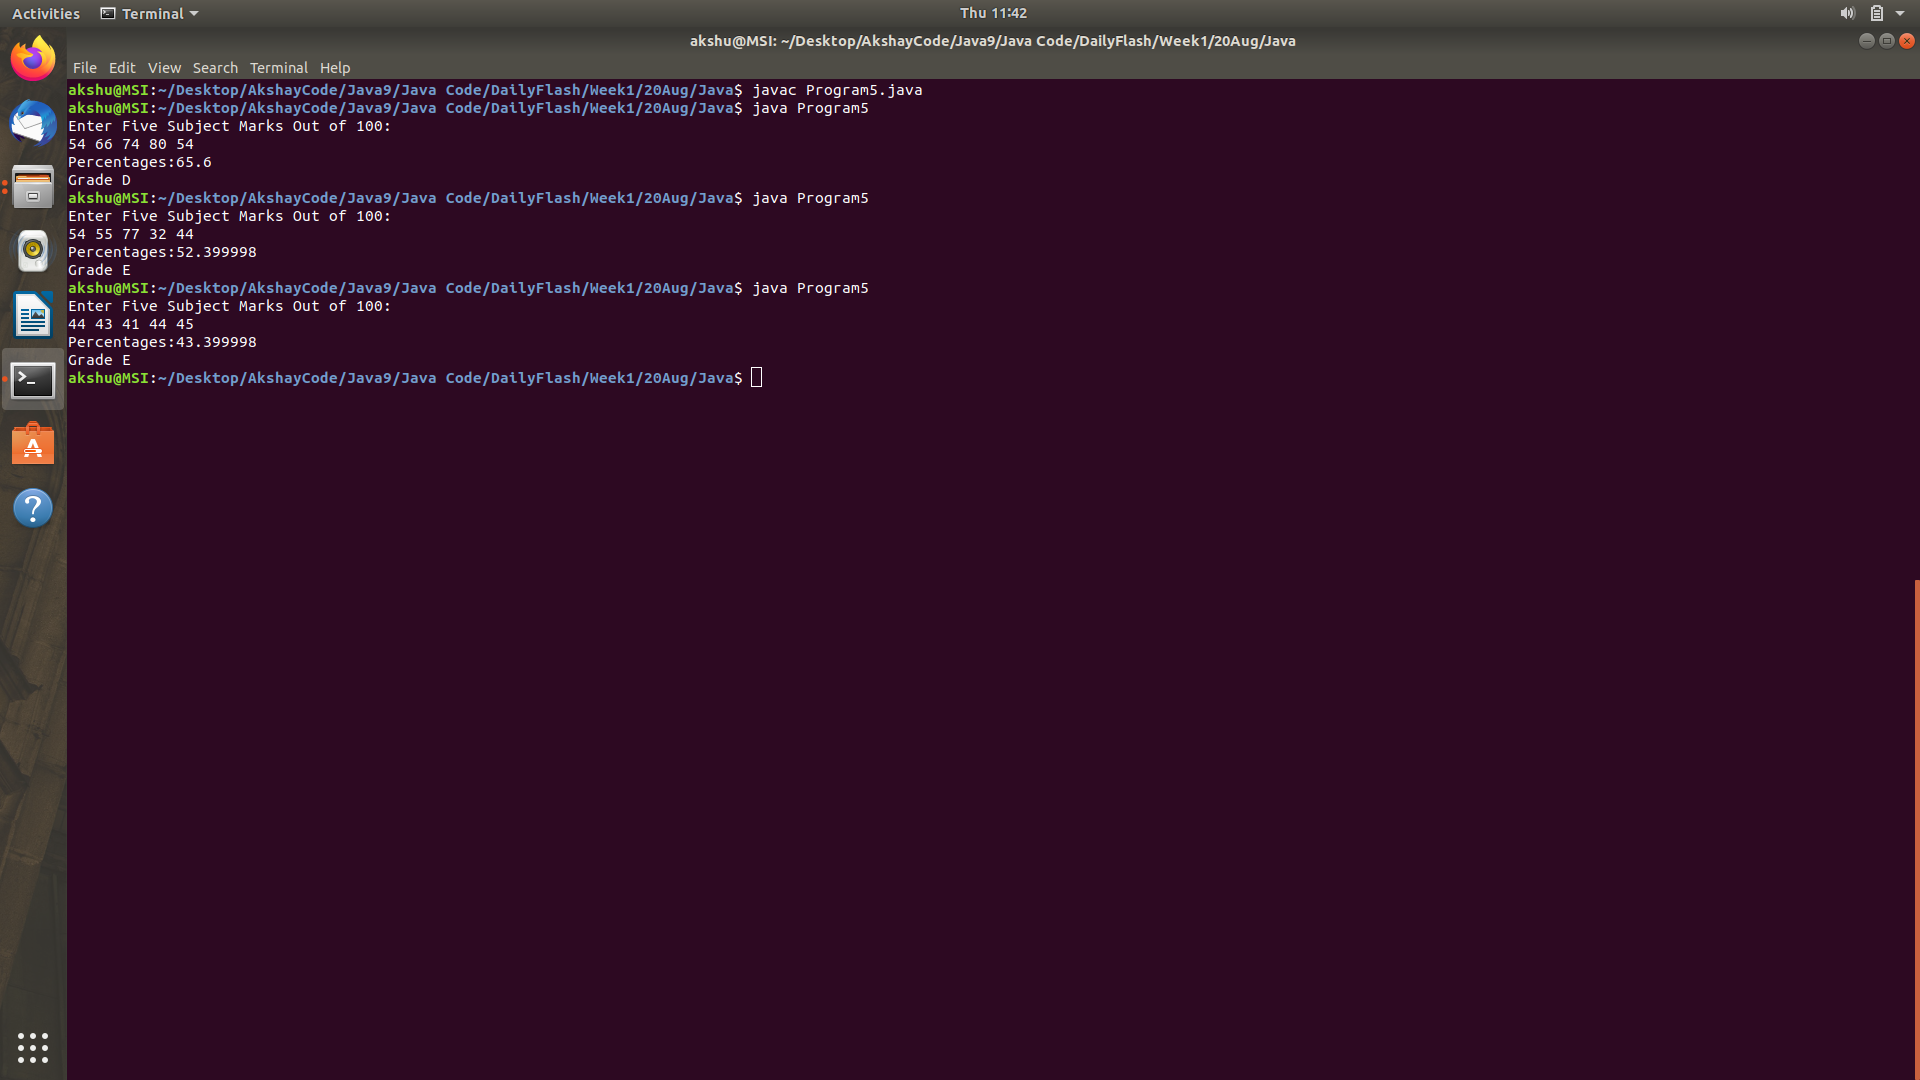 Activities Terminal Thu 11:42
akshu@MSI: ~/Desktop/AkshayCode/Java9/Java Code/DailyFlash/Week1/20Aug/Java
File Edit View Search Terminal Help
akshu@MSI:~/Desktop/AkshayCode/Java9/Java Code/DailyFlash/Week1/20Aug/Java$ javac Program5.java
akshu@MSI:~/Desktop/AkshayCode/Java9/Java Code/DailyFlash/Week1/20Aug/Java$ java Program5
Enter Five Subject Marks Out of 100:
54 66 74 80 54
Percentages:65.6
Grade D
akshu@MSI:~/Desktop/AkshayCode/Java9/Java Code/DailyFlash/Week1/20Aug/Java$ java Program5
Enter Five Subject Marks Out of 100:
54 55 77 32 44
Percentages:52.399998
Grade E
akshu@MSI:~/Desktop/AkshayCode/Java9/Java Code/DailyFlash/Week1/20Aug/Java$ java Program5
Enter Five Subject Marks Out of 100:
44 43 41 44 45
Percentages:43.399998
Grade E
akshu@MSI:~/Desktop/AkshayCode/Java9/Java Code/DailyFlash/Week1/20Aug/Java$